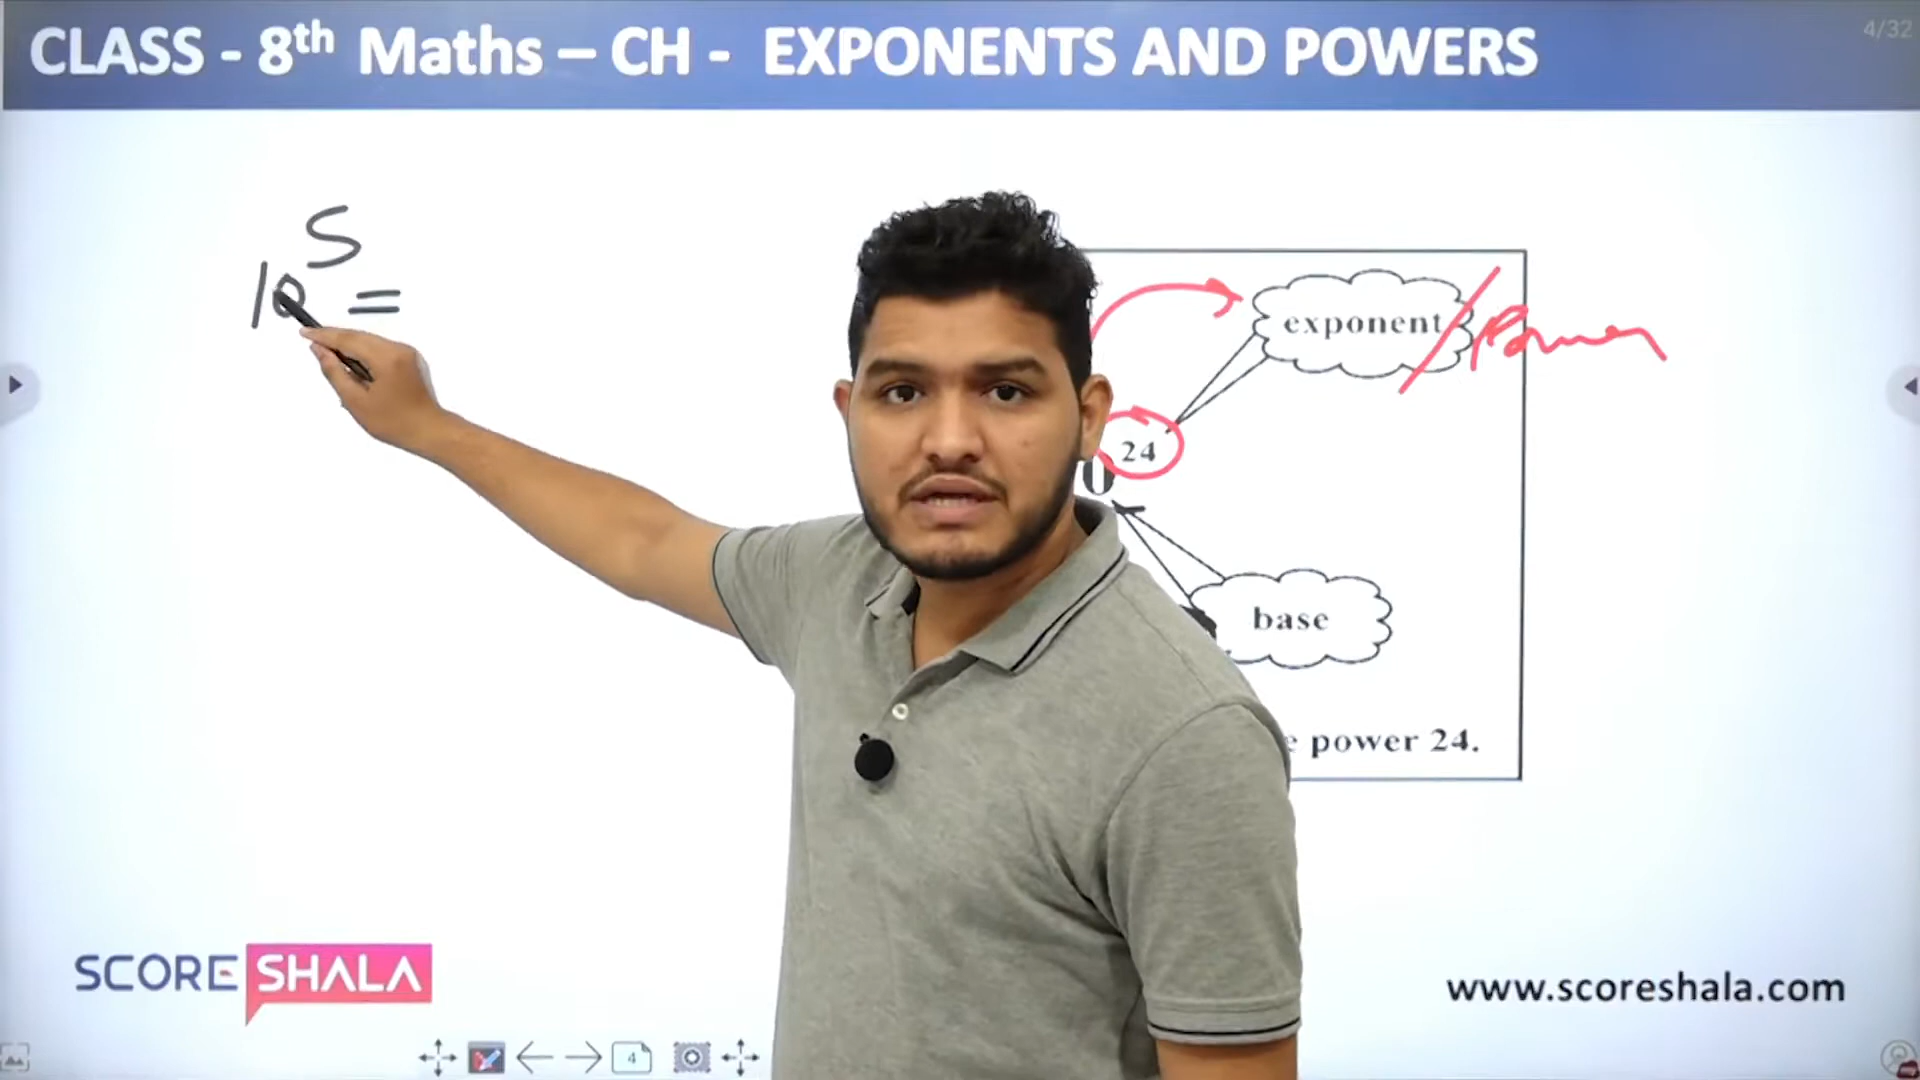 CLASS - 8th Maths – CH - EXPONENTS AND POWERS
4/32
5
10 =
exponent / Power
24
0
base
e power 24.
SCORE SHALA
www.scoreshala.com
4